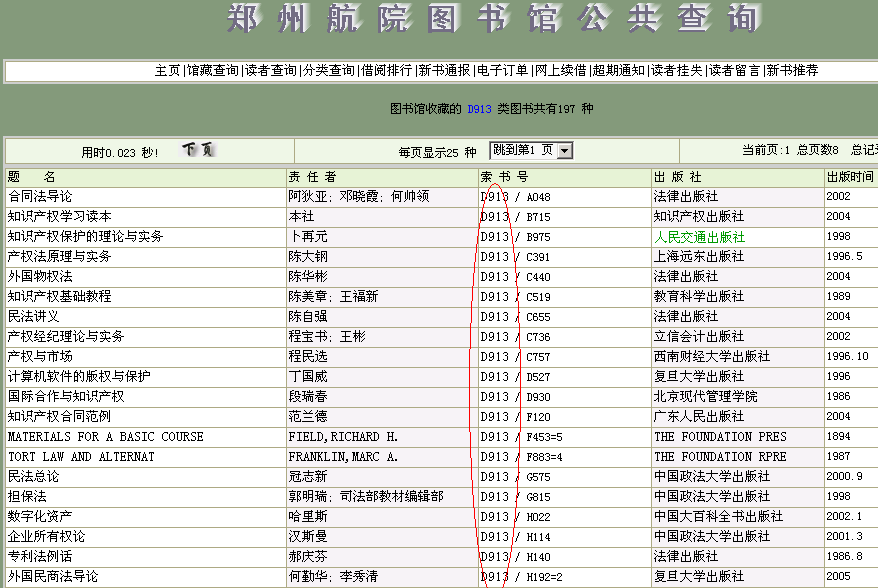 郑州航院图书馆公共查询
主页|馆藏查询|读者查询|分类查询|借阅排行|新书通报|电子订单|网上续借|超期通知|读者挂失|读者留言|新书推荐
图书馆收藏的 D913 类图书共有197 种
用时0.023 秒! 下页 每页显示25 种 跳到第1 页 当前页:1 总页数8 总记
题 名 责 任 者 索 书 号 出 版 社 出版时间
合同法导论 阿狄亚; 邓晓霞; 何帅领 D913 / A048 法律出版社 2002
知识产权学习读本 本社 D913 / B715 知识产权出版社 2004
知识产权保护的理论与实务 卜再元 D913 / B975 人民交通出版社 1998
产权法原理与实务 陈大钢 D913 / C391 上海远东出版社 1996.5
外国物权法 陈华彬 D913 / C440 法律出版社 2004
知识产权基础教程 陈美章; 王福新 D913 / C519 教育科学出版社 1989
民法讲义 陈自强 D913 / C655 法律出版社 2004
产权经纪理论与实务 程宝书; 王彬 D913 / C736 立信会计出版社 2002
产权与市场 程民选 D913 / C757 西南财经大学出版社 1996.10
计算机软件的版权与保护 丁国威 D913 / D527 复旦大学出版社 1996
国际合作与知识产权 段瑞春 D913 / D930 北京现代管理学院 1986
知识产权合同范例 范兰德 D913 / F120 广东人民出版社 2004
MATERIALS FOR A BASIC COURSE FIELD,RICHARD H. D913 / F453=5 THE FOUNDATION PRES 1894
TORT LAW AND ALTERNAT FRANKLIN,MARC A. D913 / F883=4 THE FOUNDATION RPRE 1987
民法总论 冠志新 D913 / G575 中国政法大学出版社 2000.9
担保法 郭明瑞; 司法部教材编辑部 D913 / G815 中国政法大学出版社 1998
数字化资产 哈里斯 D913 / H022 中国大百科全书出版社 2002.1
企业所有权论 汉斯曼 D913 / H114 中国政法大学出版社 2001.3
专利法例话 郝庆芬 D913 / H140 法律出版社 1986.8
外国民商法导论 何勤华; 李秀清 D913 / H192=2 复旦大学出版社 2005